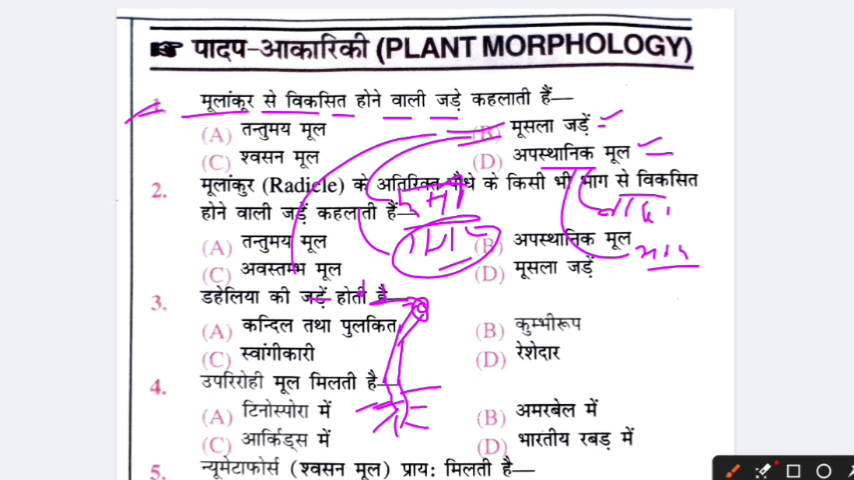 ☛ पादप-आकारिकी (PLANT MORPHOLOGY)
1. मूलांकूर से विकसित होने वाली जड़े कहलाती हैं—
(A) तन्तुमय मूल (B) मूसला जड़ें
(C) श्वसन मूल (D) अपस्थानिक मूल
2. मूलांकुर (Radicle) के अतिरिक्त पौधे के किसी भी भाग से विकसित
होने वाली जड़ें कहलाती हैं—
(A) तन्तुमय मूल (B) अपस्थानिक मूल
(C) अवस्तम्भ मूल (D) मूसला जड़ें
3. डहेलिया की जड़ें होती है—
(A) कन्दिल तथा पुलकित (B) कुम्भीरूप
(C) स्वांगीकारी (D) रेशेदार
4. उपरिरोही मूल मिलती है—
(A) टिनोस्पोरा में (B) अमरबेल में
(C) आर्किड्स में (D) भारतीय रबड़ में
5. न्यूमेटाफोर्स (श्वसन मूल) प्राय: मिलती है—